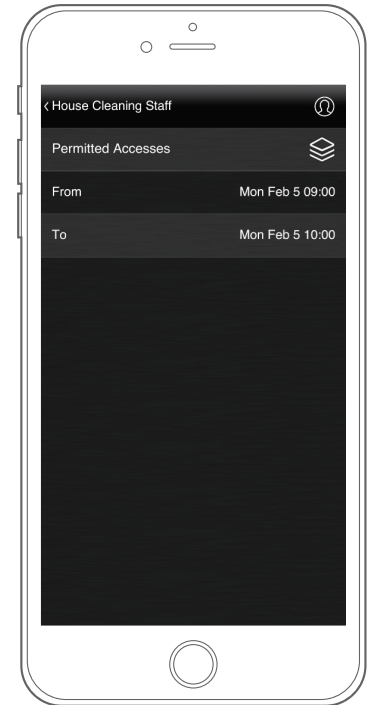 House Cleaning Staff
Permitted Accesses
From Mon Feb 5 09:00
To Mon Feb 5 10:00